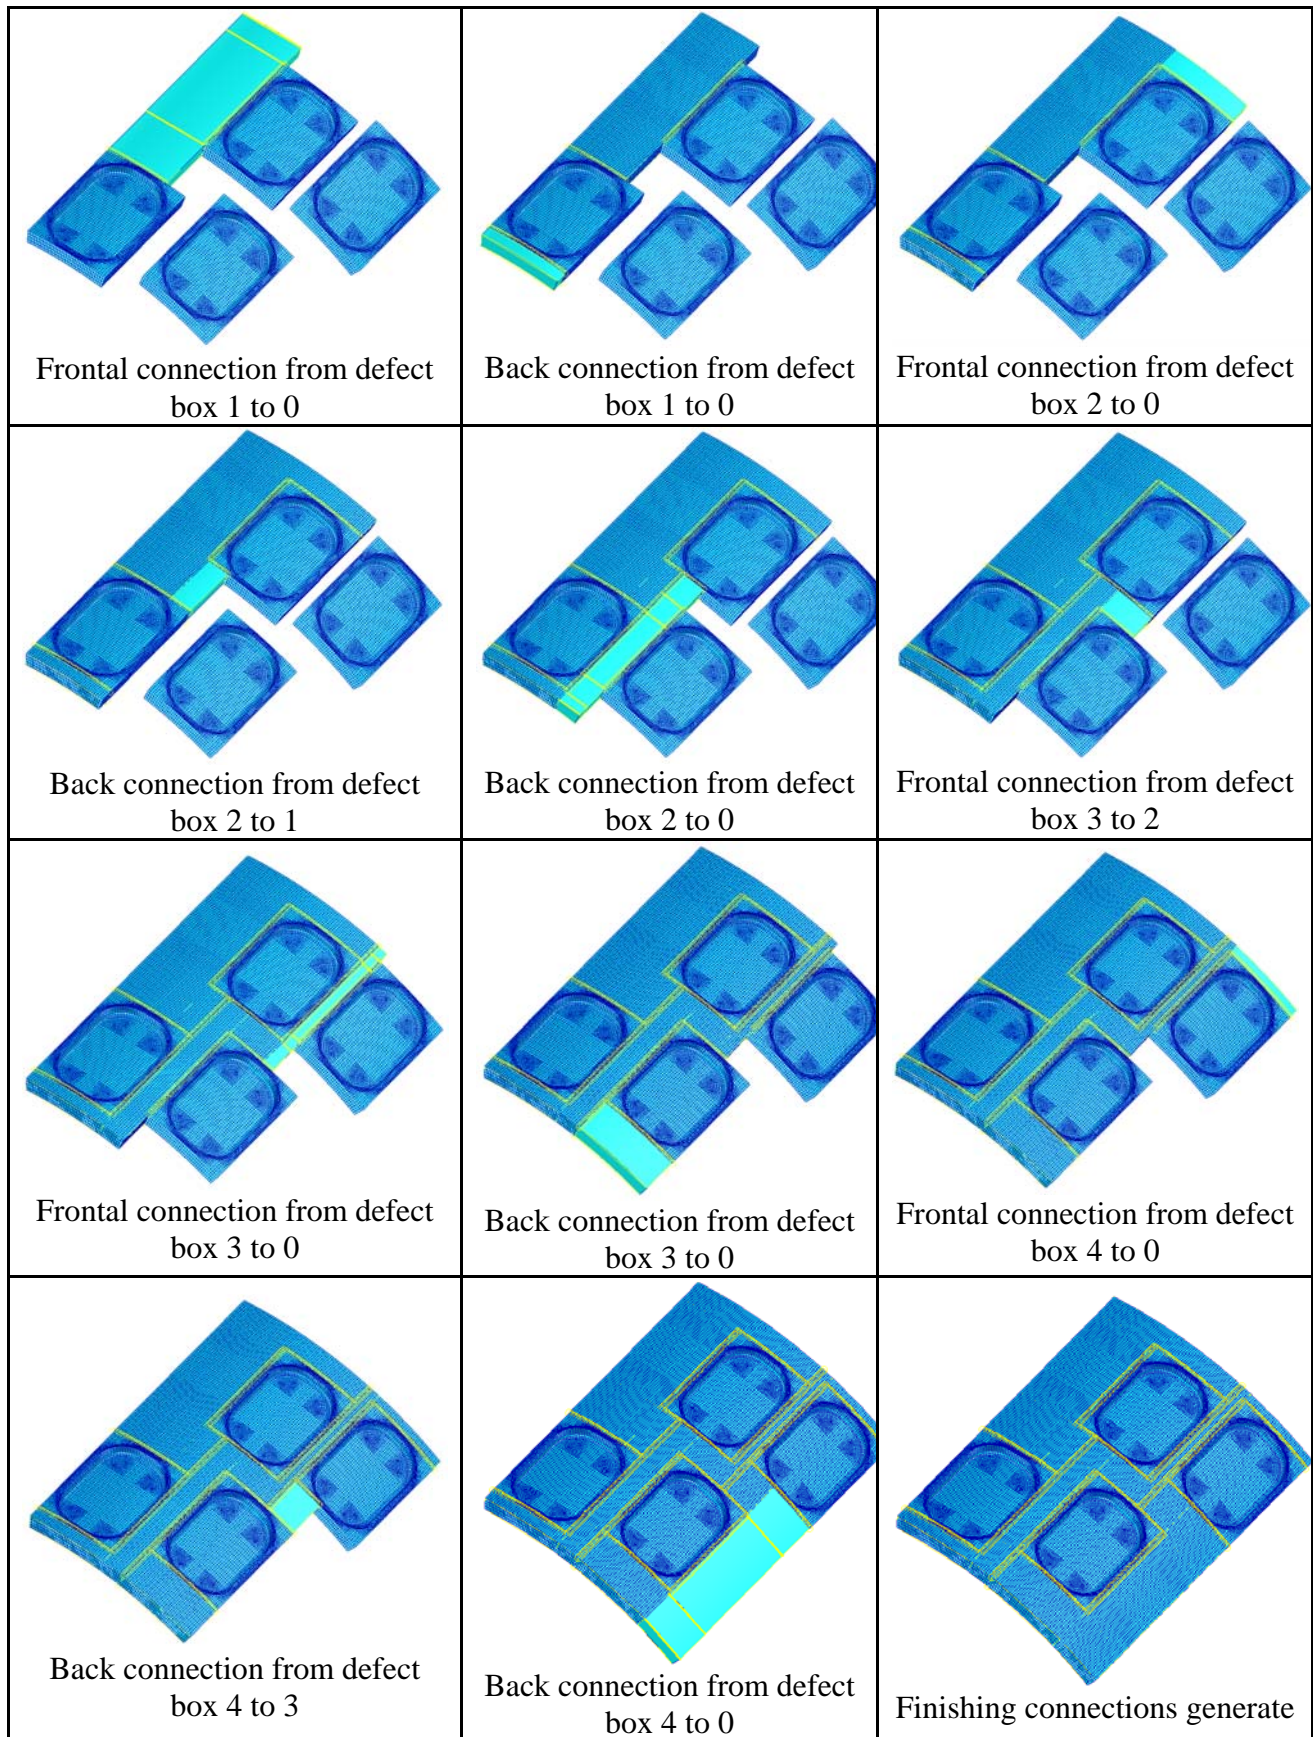 Frontal connection from defect
box 1 to 0
Back connection from defect
box 1 to 0
Frontal connection from defect
box 2 to 0
Back connection from defect
box 2 to 1
Back connection from defect
box 2 to 0
Frontal connection from defect
box 3 to 2
Frontal connection from defect
box 3 to 0
Back connection from defect
box 3 to 0
Frontal connection from defect
box 4 to 0
Back connection from defect
box 4 to 3
Back connection from defect
box 4 to 0
Finishing connections generate